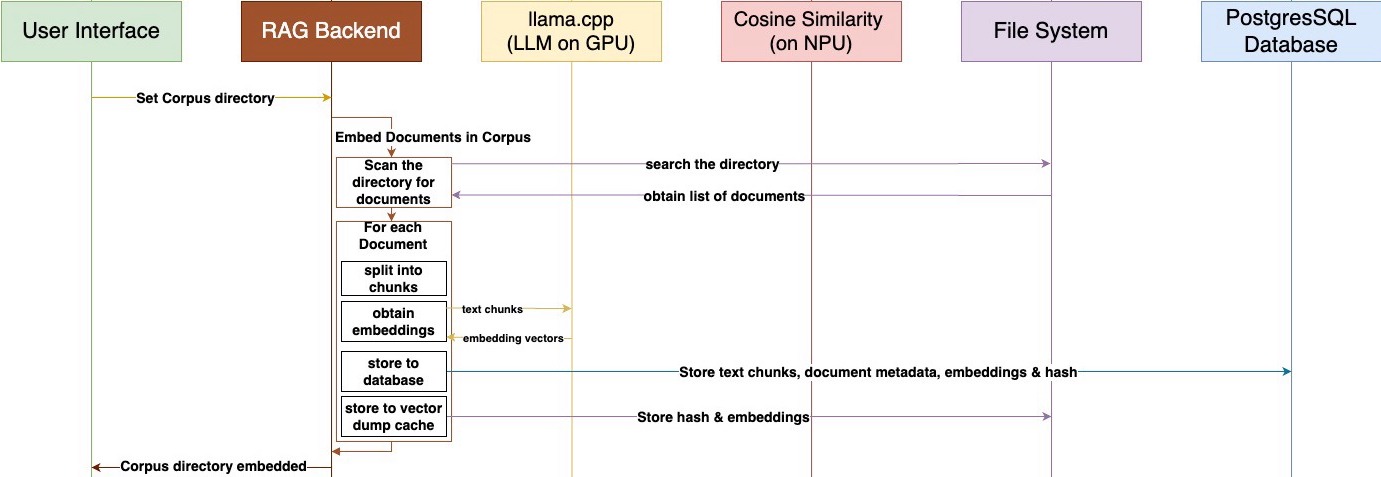 User Interface
RAG Backend
llama.cpp
(LLM on GPU)
Cosine Similarity
(on NPU)
File System
PostgresSQL
Database
Set Corpus directory
Embed Documents in Corpus
Scan the
directory for
documents
search the directory
obtain list of documents
For each
Document
split into
chunks
obtain
embeddings
text chunks
embedding vectors
store to
database
Store text chunks, document metadata, embeddings & hash
store to vector
dump cache
Store hash & embeddings
Corpus directory embedded